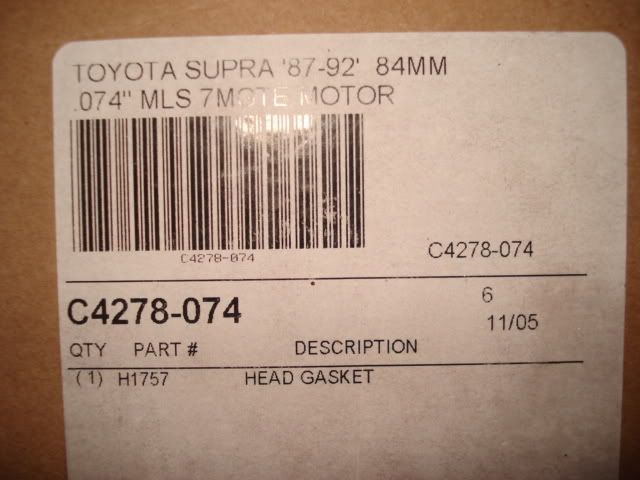 TOYOTA SUPRA '87-92' 84MM
.074" MLS 7MGTE MOTOR
C4278-074
C4278-074
C4278-074
6
11/05
QTY PART # DESCRIPTION
(1) H1757 HEAD GASKET